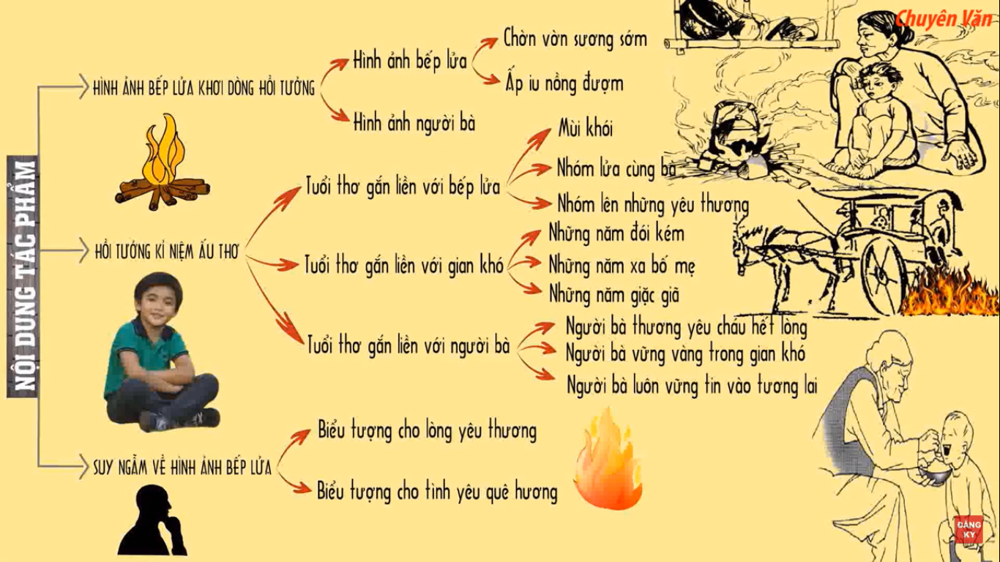 Chuyên Văn
NỘI DUNG TÁC PHẨM
HÌNH ẢNH BẾP LỬA KHƠI DÒNG HỒI TƯỞNG
Hình ảnh bếp lửa
Chờn vờn sương sớm
Ấp iu nồng đượm
Hình ảnh người bà
HỒI TƯỞNG KỈ NIỆM ẤU THƠ
Tuổi thơ gắn liền với bếp lửa
Mùi khói
Nhóm lửa cùng bà
Nhóm lên những yêu thương
Tuổi thơ gắn liền với gian khó
Những năm đói kém
Những năm xa bố mẹ
Những năm giặc giã
Tuổi thơ gắn liền với người bà
Người bà thương yêu cháu hết lòng
Người bà vững vàng trong gian khó
Người bà luôn vững tin vào tương lai
SUY NGẪM VỀ HÌNH ẢNH BẾP LỬA
Biểu tượng cho lòng yêu thương
Biểu tượng cho tình yêu quê hương
ĐĂNG
KÝ